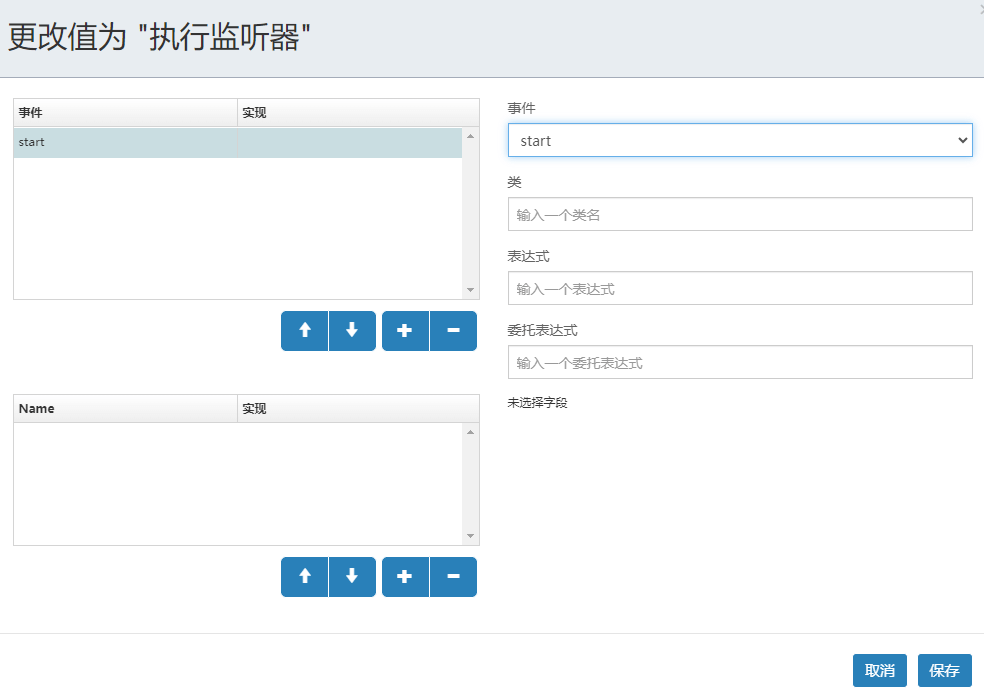 更改值为 "执行监听器"
事件 实现
start
Name 实现
事件
start
类
输入一个类名
表达式
输入一个表达式
委托表达式
输入一个委托表达式
未选择字段
取消 保存